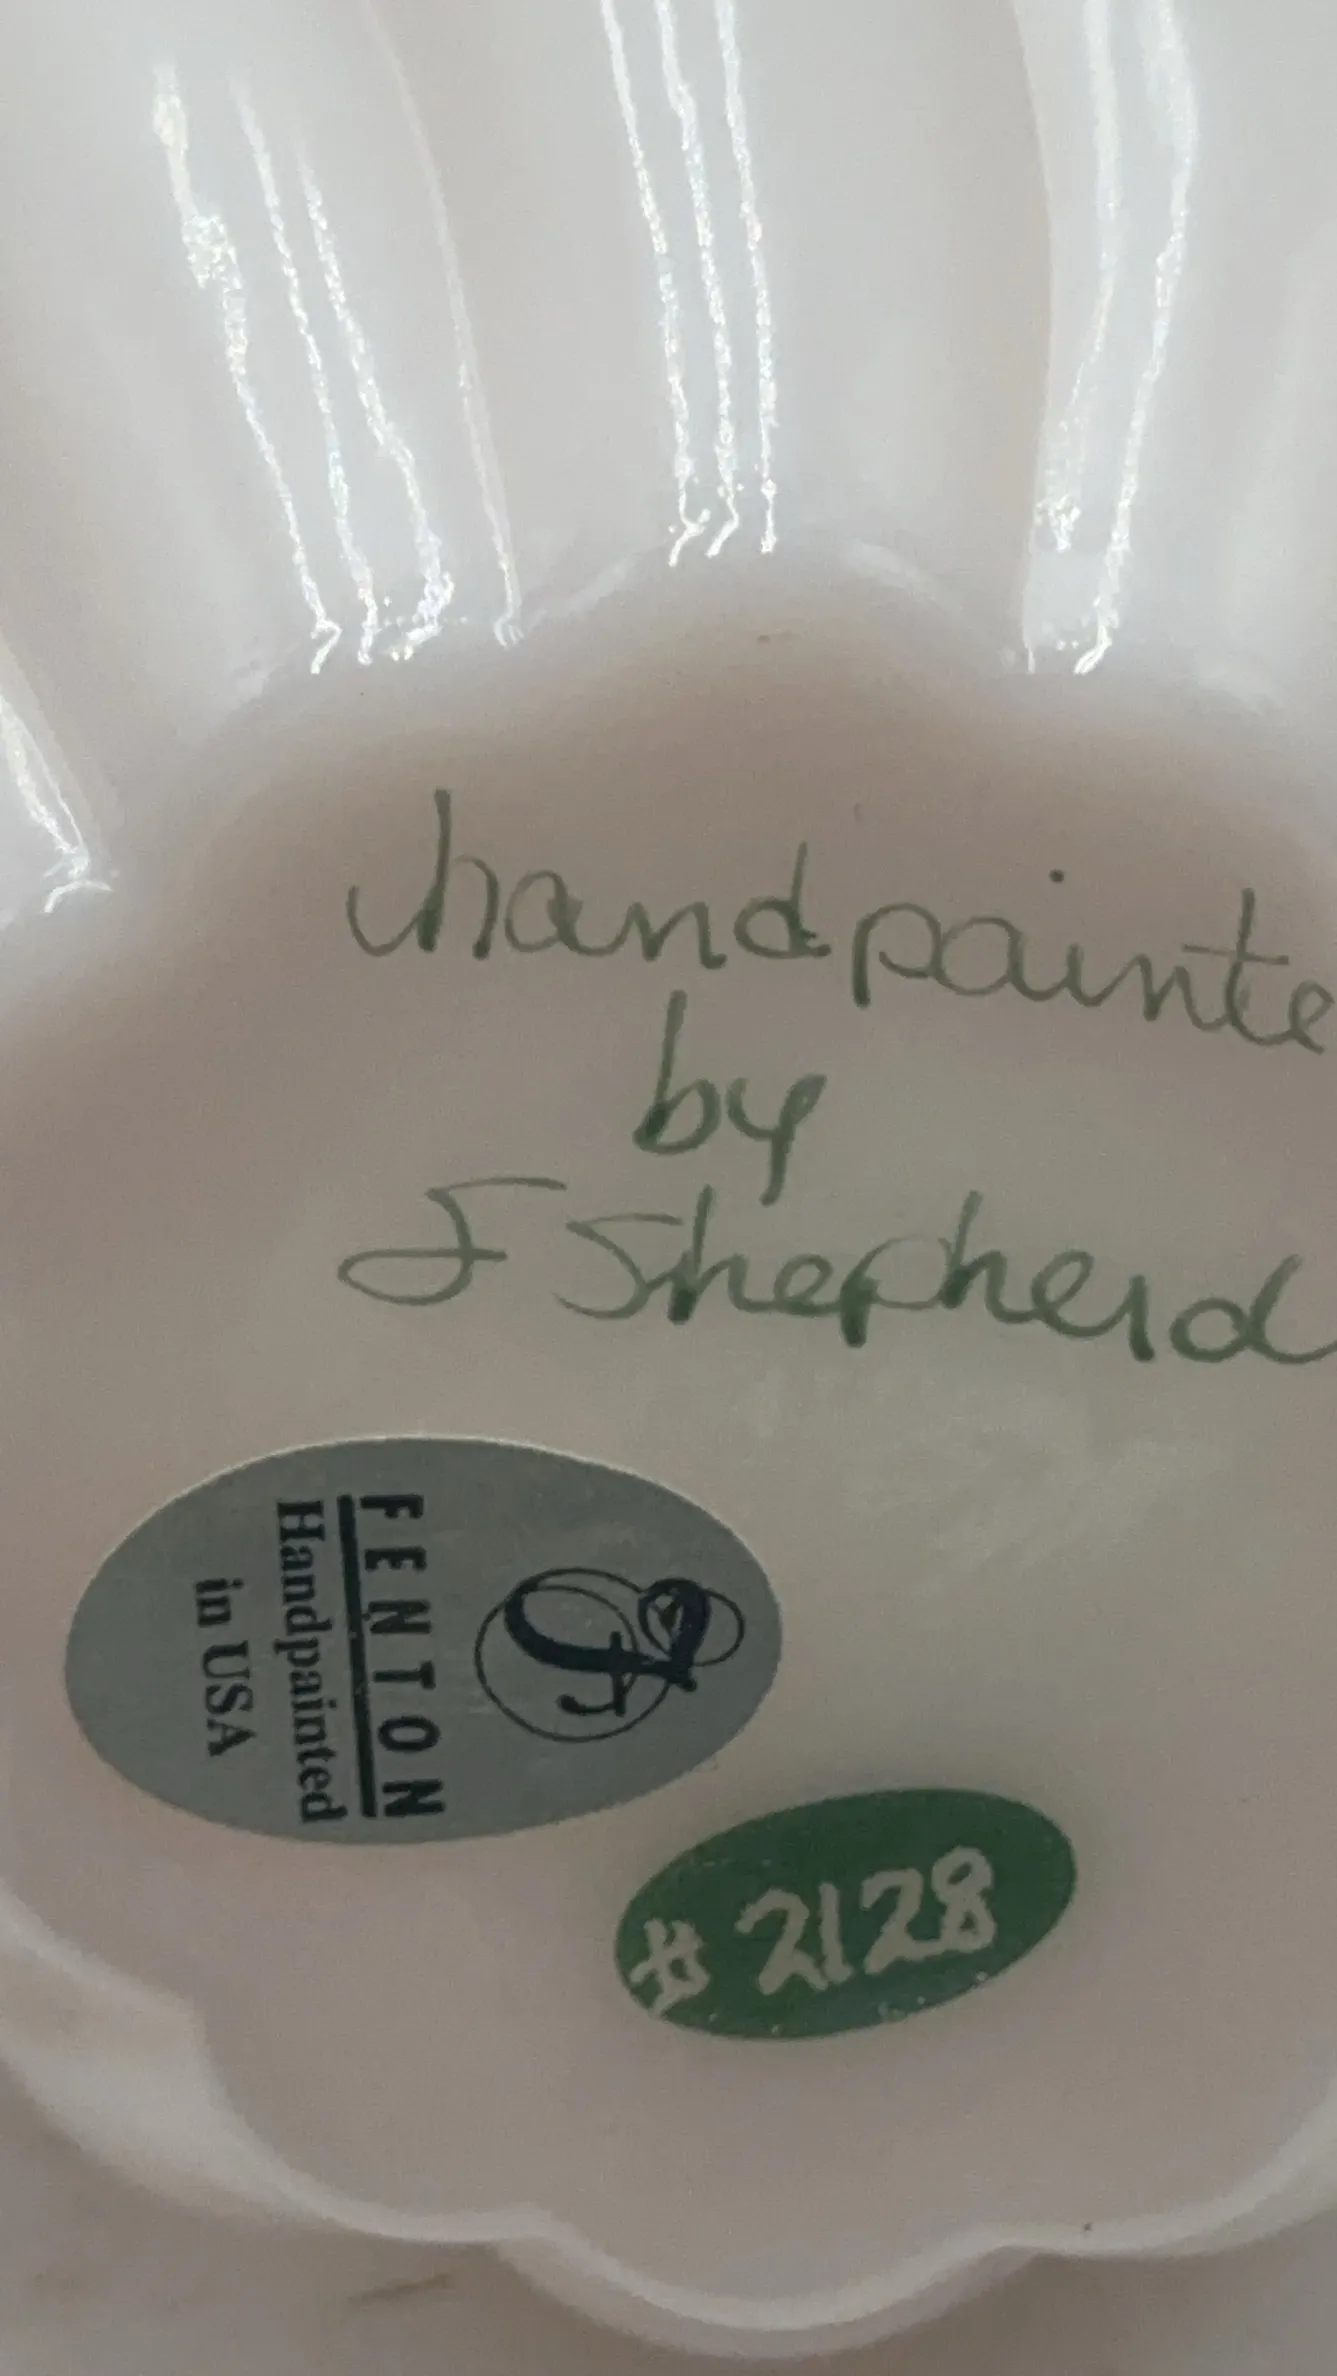 handpainte
by
J Shepherd
FENTON
Handpainted
in USA
# 2128